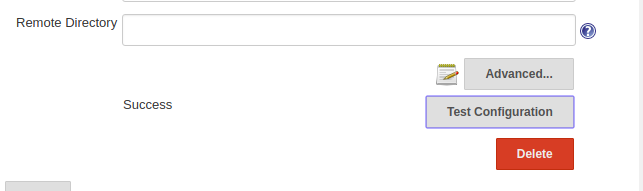 Remote Directory
Advanced...
Success
Test Configuration
Delete